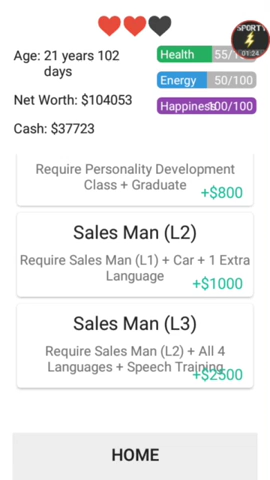 SPORTY
01:24
Age: 21 years 102
days
Health 55/100
Energy 50/100
Net Worth: $104053
Happiness 100/100
Cash: $37723
Require Personality Development
Class + Graduate
+$800
Sales Man (L2)
Require Sales Man (L1) + Car + 1 Extra
Language
+$1000
Sales Man (L3)
Require Sales Man (L2) + All 4
Languages + Speech Training
+$2500
HOME